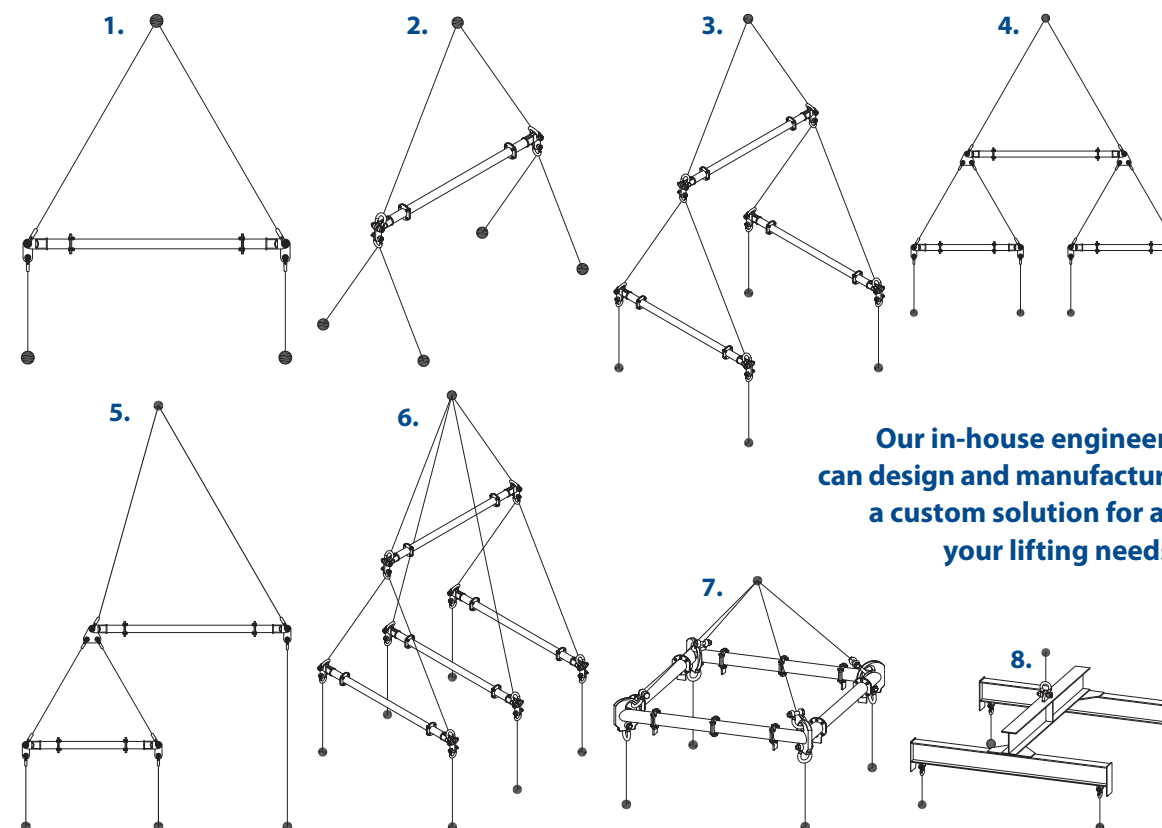 1.
2.
3.
4.
5.
6.
Our in-house engineer
can design and manufactur
a custom solution for a
your lifting need
7.
8.